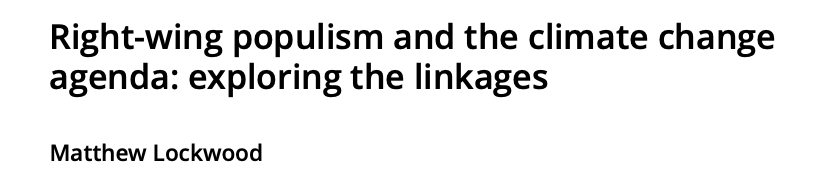 Right-wing populism and the climate change
agenda: exploring the linkages
Matthew Lockwood